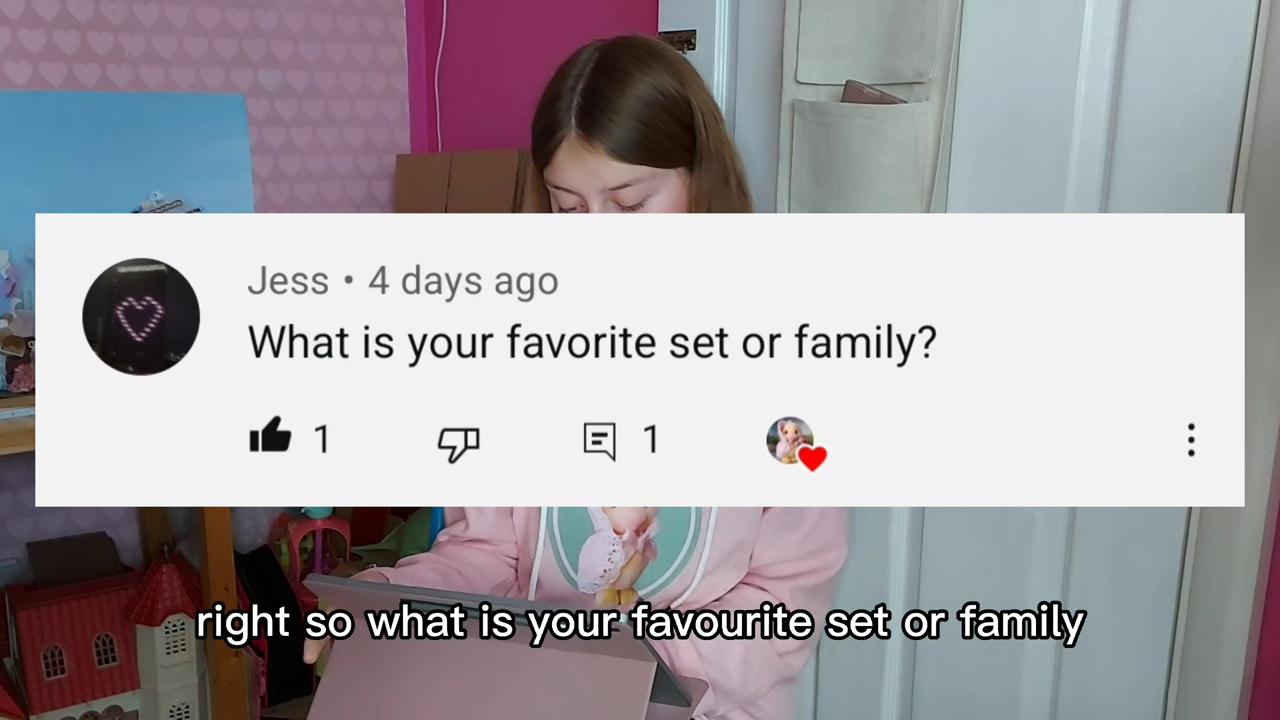 Jess • 4 days ago
What is your favorite set or family?
1 1
right so what is your favourite set or family